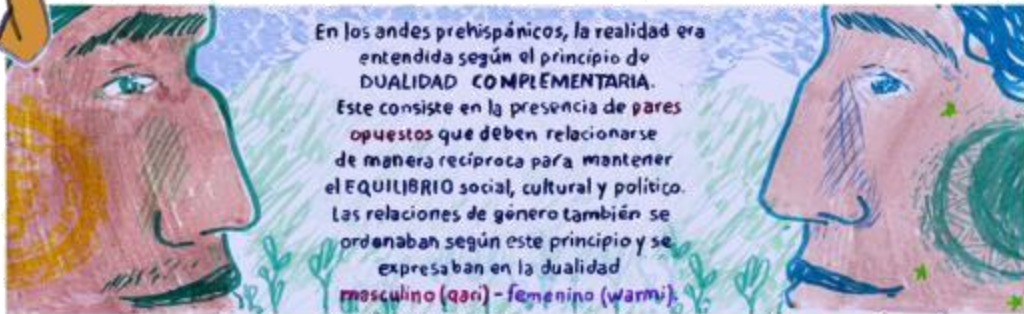 En los andes prehispánicos, la realidad era
entendida según el principio de
DUALIDAD COMPLEMENTARIA.
Este consiste en la presencia de pares
opuestos que deben relacionarse
de manera recíproca para mantener
el EQUILIBRIO social, cultural y político.
Las relaciones de género también se
ordenaban según este principio y se
expresaban en la dualidad
masculino (qari) - femenino (warmi).